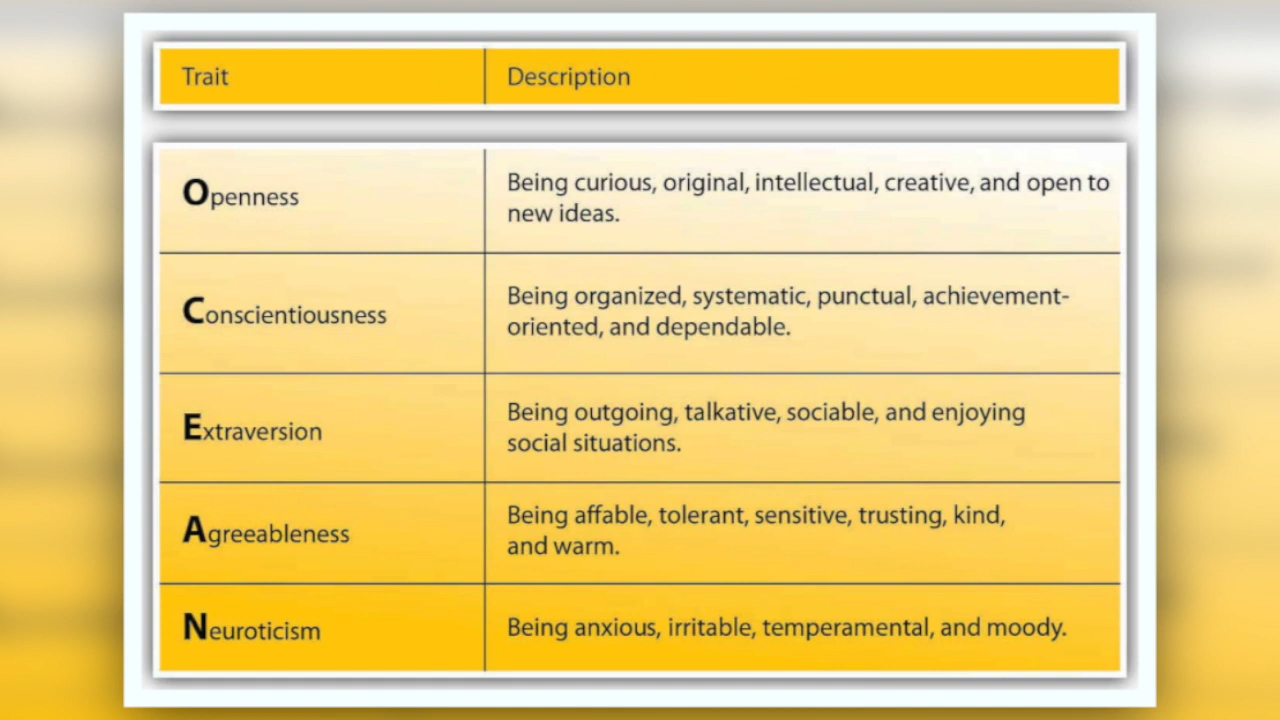 Trait Description
Openness
Being curious, original, intellectual, creative, and open to
new ideas.
Conscientiousness
Being organized, systematic, punctual, achievement-
oriented, and dependable.
Extraversion
Being outgoing, talkative, sociable, and enjoying
social situations.
Agreeableness
Being affable, tolerant, sensitive, trusting, kind,
and warm.
Neuroticism
Being anxious, irritable, temperamental, and moody.